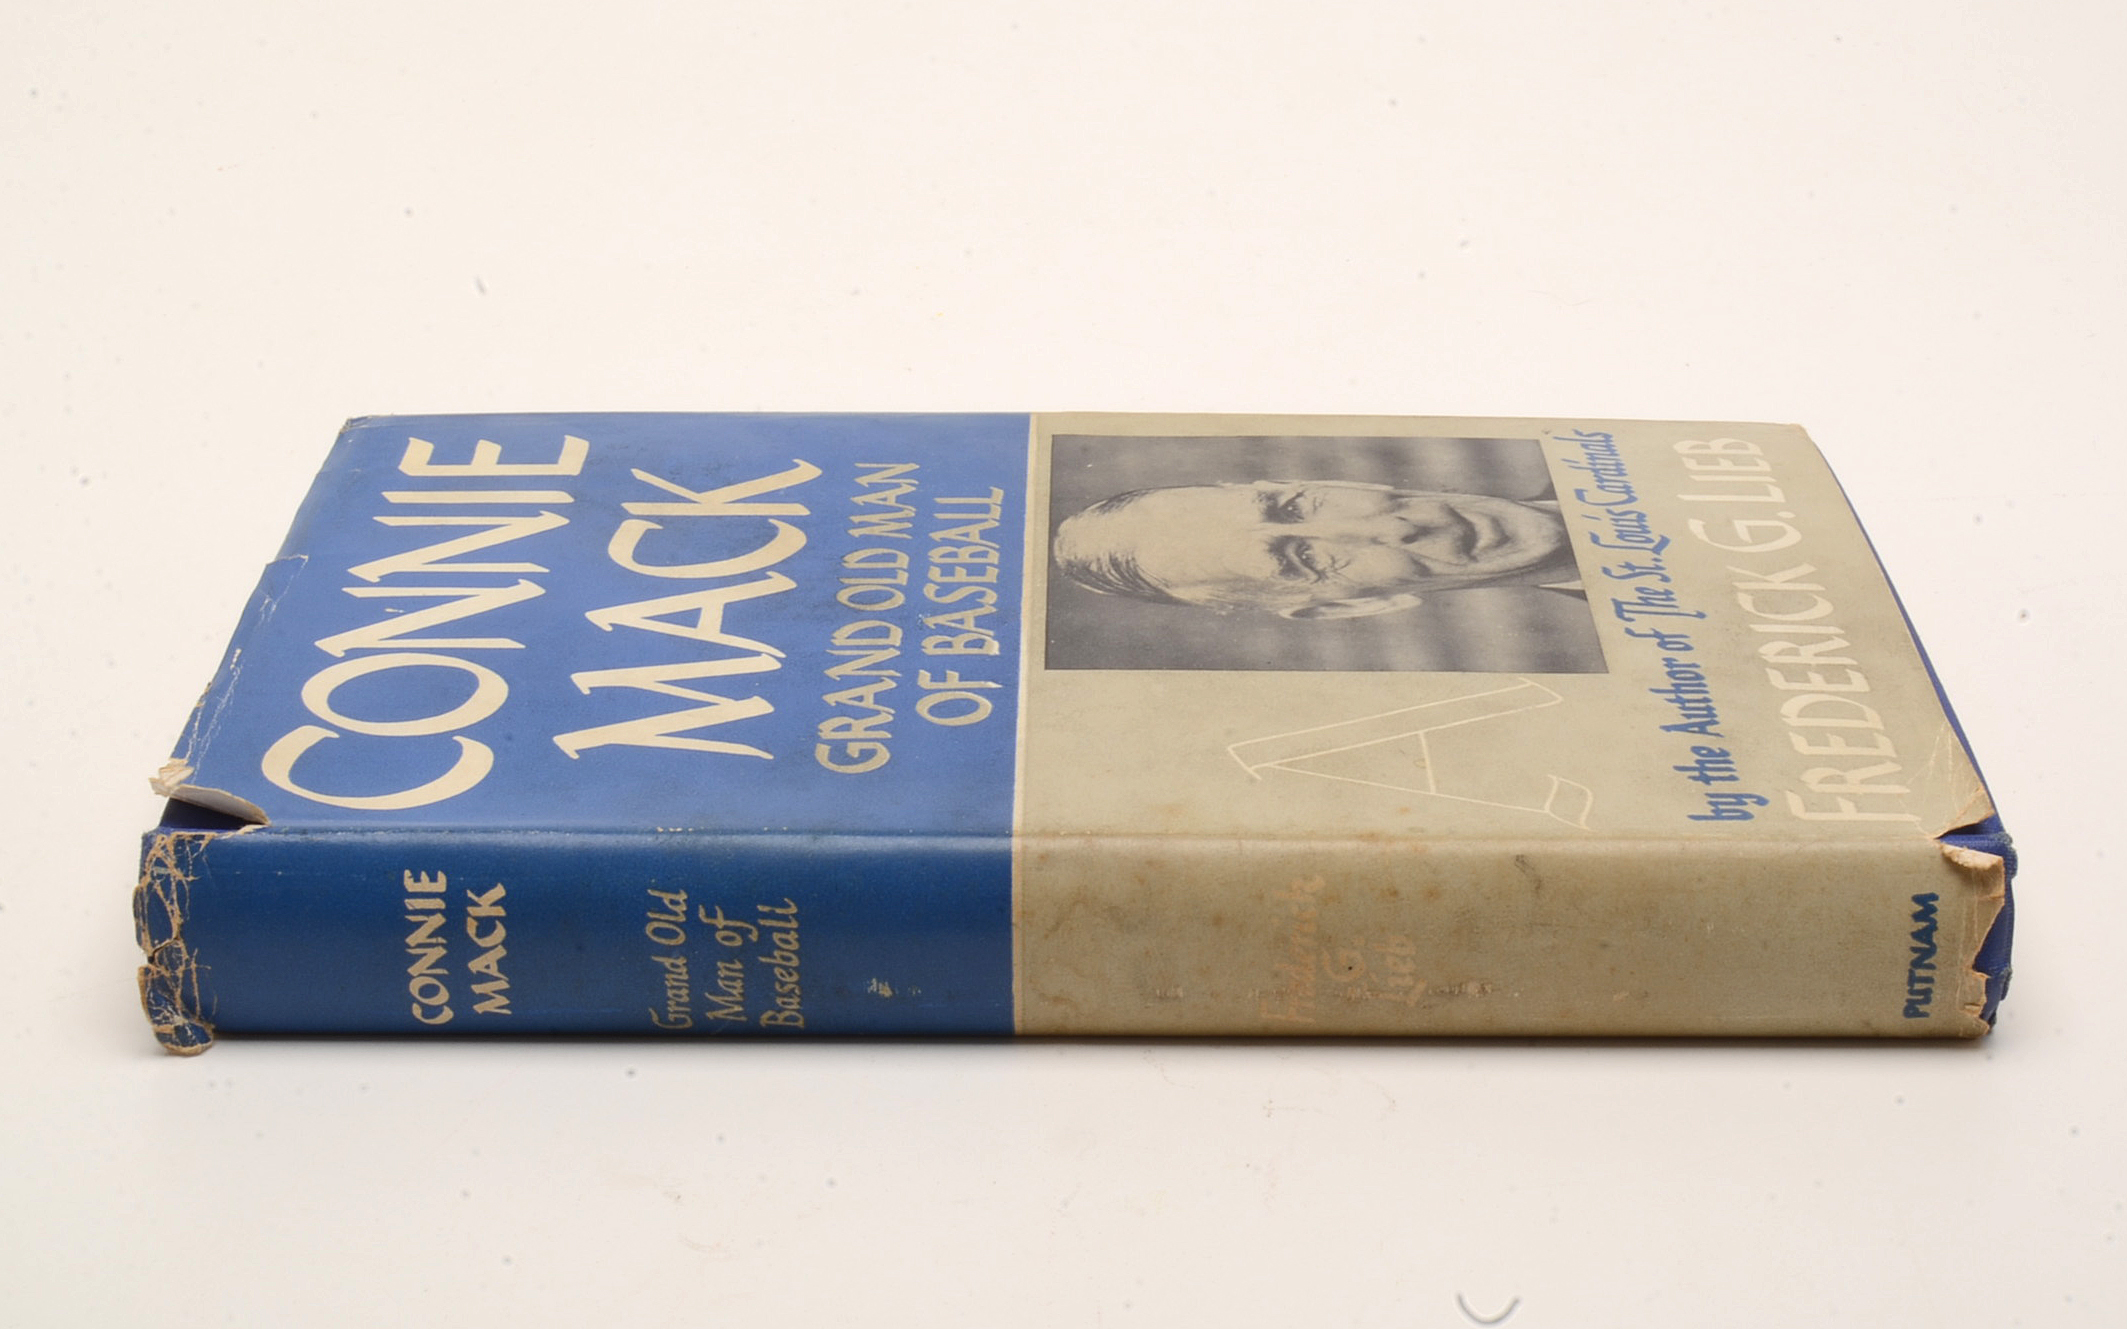 CONNIE
MACK
GRAND OLD MAN
OF BASEBALL
A
by the Author of The St. Louis Cardinals
FREDERICK G. LIEB
CONNIE
MACK
Grand Old
Man of
Baseball
Frederick
G.
Lieb
PUTNAM